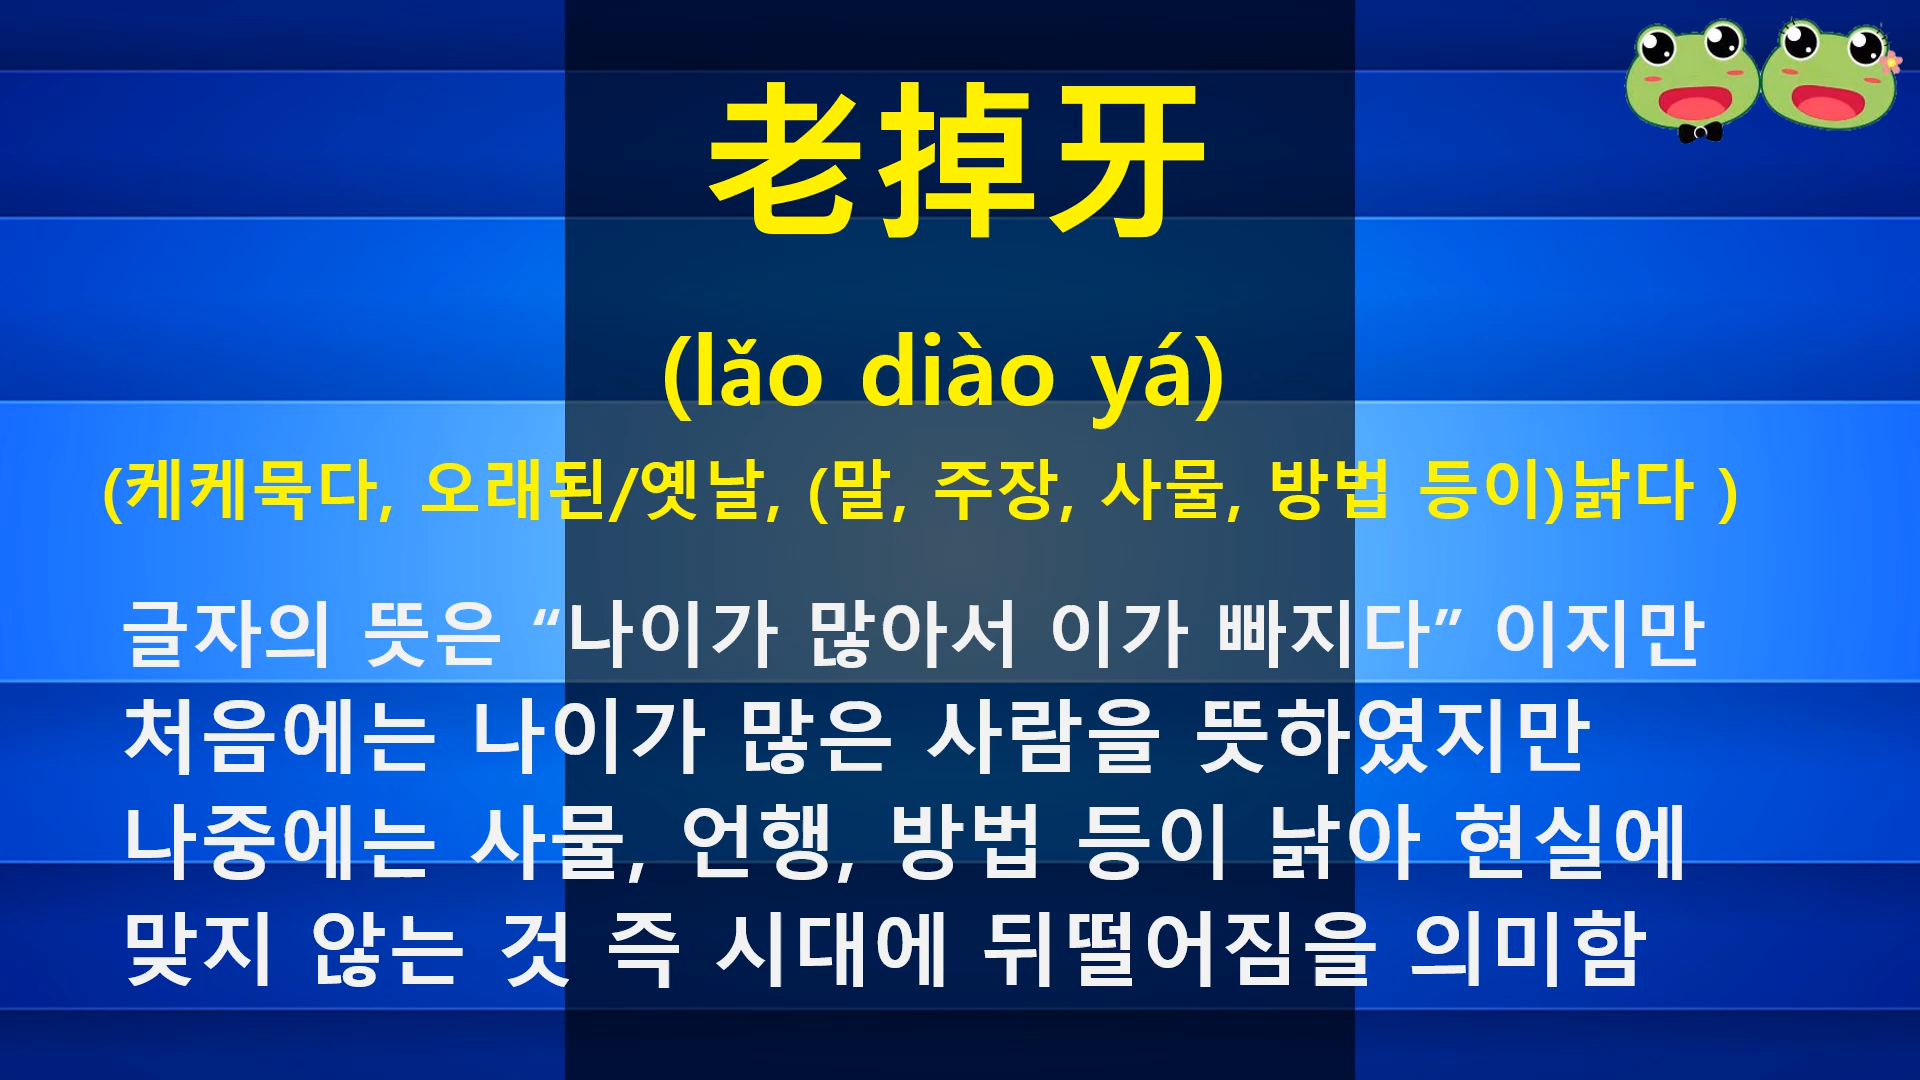 老掉牙
(lǎo diào yá)
(케케묵다, 오래된/옛날, (말, 주장, 사물, 방법 등이)낡다 )
글자의 뜻은 “나이가 많아서 이가 빠지다” 이지만
처음에는 나이가 많은 사람을 뜻하였지만
나중에는 사물, 언행, 방법 등이 낡아 현실에
맞지 않는 것 즉 시대에 뒤떨어짐을 의미함